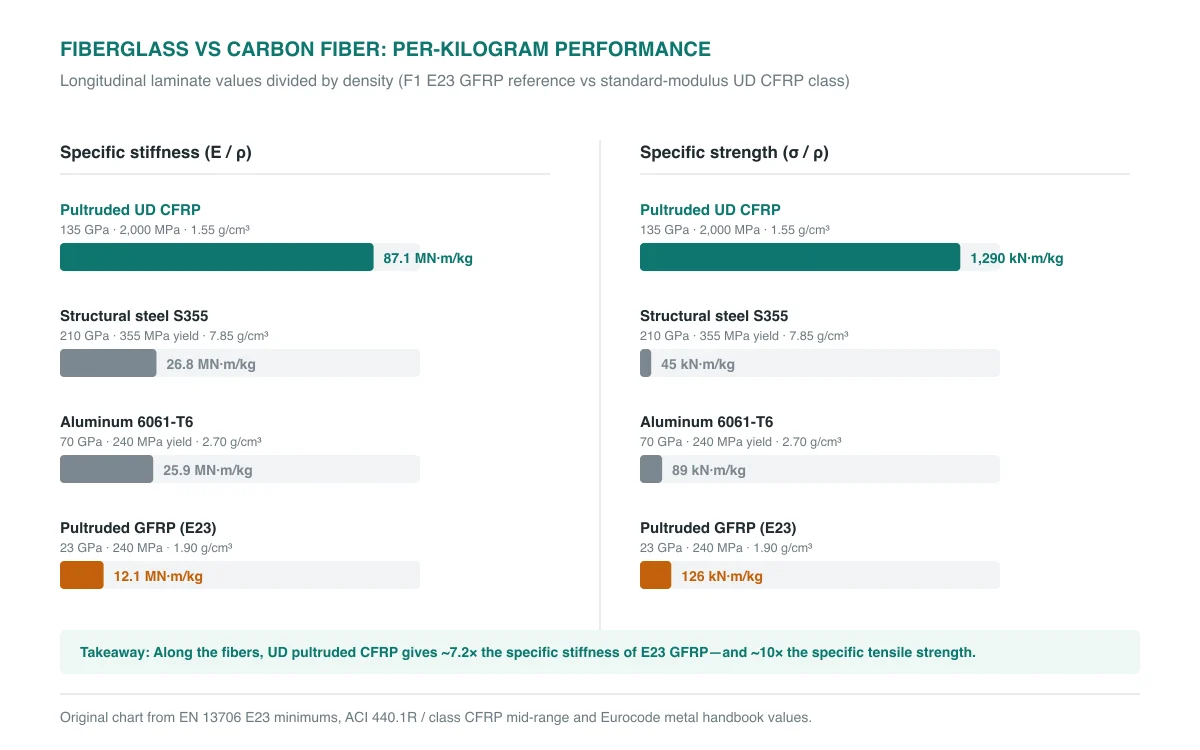 FIBERGLASS VS CARBON FIBER: PER-KILOGRAM PERFORMANCE
Longitudinal laminate values divided by density (F1 E23 GFRP reference vs standard-modulus UD CFRP class)
Specific stiffness (E / ρ)
Pultruded UD CFRP
135 GPa · 2,000 MPa · 1.55 g/cm³
87.1 MN·m/kg
Structural steel S355
210 GPa · 355 MPa yield · 7.85 g/cm³
26.8 MN·m/kg
Aluminum 6061-T6
70 GPa · 240 MPa yield · 2.70 g/cm³
25.9 MN·m/kg
Pultruded GFRP (E23)
23 GPa · 240 MPa · 1.90 g/cm³
12.1 MN·m/kg
Specific strength (σ / ρ)
Pultruded UD CFRP
135 GPa · 2,000 MPa · 1.55 g/cm³
1,290 kN·m/kg
Structural steel S355
210 GPa · 355 MPa yield · 7.85 g/cm³
45 kN·m/kg
Aluminum 6061-T6
70 GPa · 240 MPa yield · 2.70 g/cm³
89 kN·m/kg
Pultruded GFRP (E23)
23 GPa · 240 MPa · 1.90 g/cm³
126 kN·m/kg
Takeaway: Along the fibers, UD pultruded CFRP gives ~7.2× the specific stiffness of E23 GFRP—and ~10× the specific tensile strength.
Original chart from EN 13706 E23 minimums, ACI 440.1R / class CFRP mid-range and Eurocode metal handbook values.